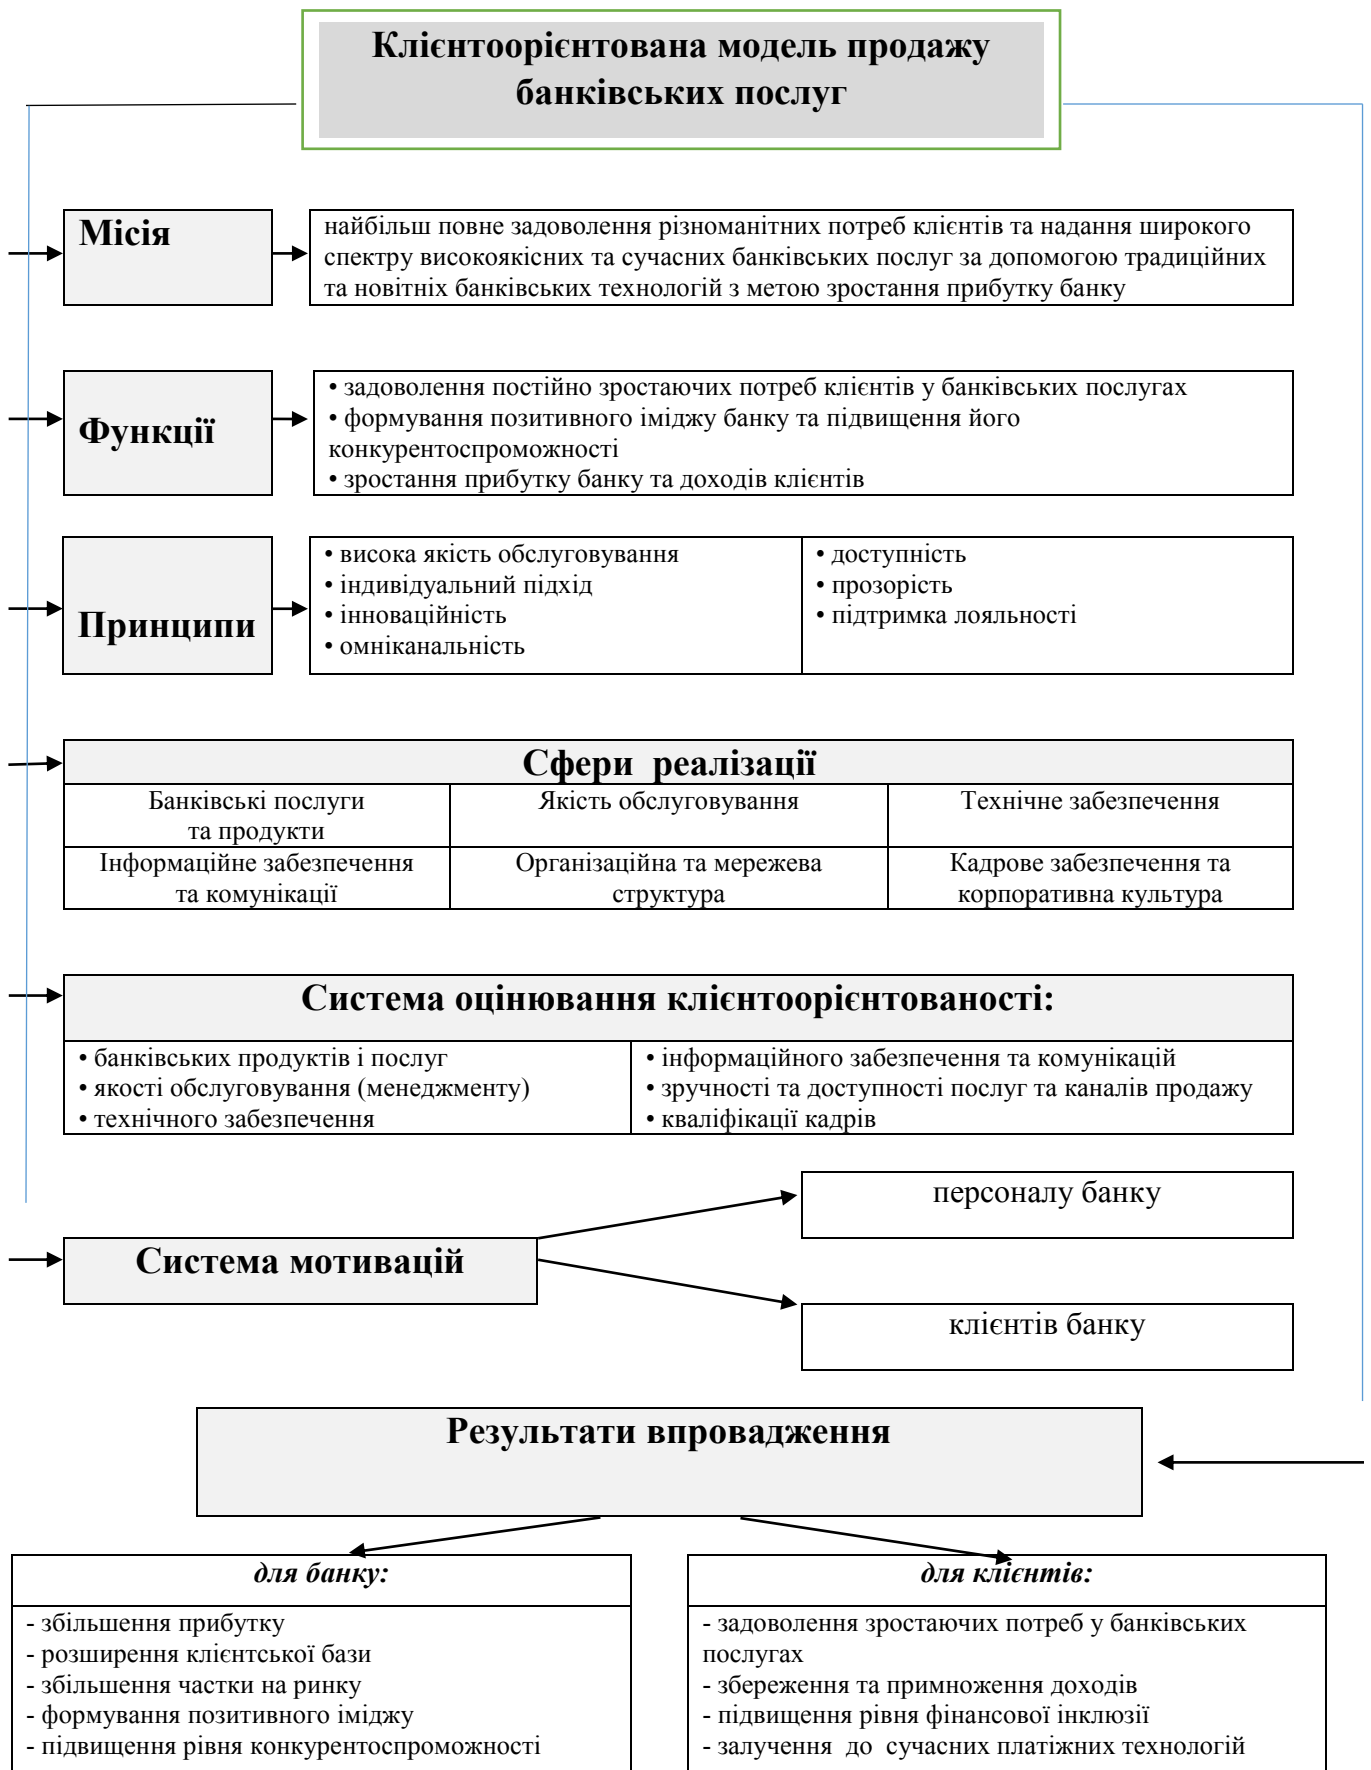 Клієнтоорієнтована модель продажу
банківських послуг
Місія
найбільш повне задоволення різноманітних потреб клієнтів та надання широкого
спектру високоякісних та сучасних банківських послуг за допомогою традиційних
та новітніх банківських технологій з метою зростання прибутку банку
Функції
• задоволення постійно зростаючих потреб клієнтів у банківських послугах
• формування позитивного іміджу банку та підвищення його
конкурентоспроможності
• зростання прибутку банку та доходів клієнтів
Принципи
• висока якість обслуговування
• індивідуальний підхід
• інноваційність
• омніканальність
• доступність
• прозорість
• підтримка лояльності
Сфери  реалізації
Банківські послуги
та продукти
Якість обслуговування
Технічне забезпечення
Інформаційне забезпечення
та комунікації
Організаційна та мережева
структура
Кадрове забезпечення та
корпоративна культура
Система оцінювання клієнтоорієнтованості:
• банківських продуктів і послуг
• якості обслуговування (менеджменту)
• технічного забезпечення
• інформаційного забезпечення та комунікацій
• зручності та доступності послуг та каналів продажу
• кваліфікації кадрів
персоналу банку
Система мотивацій
клієнтів банку
Результати впровадження
для банку:
- збільшення прибутку
- розширення клієнтської бази
- збільшення частки на ринку
- формування позитивного іміджу
- підвищення рівня конкурентоспроможності
для клієнтів:
- задоволення зростаючих потреб у банківських
послугах
- збереження та примноження доходів
- підвищення рівня фінансової інклюзії
- залучення  до  сучасних платіжних технологій